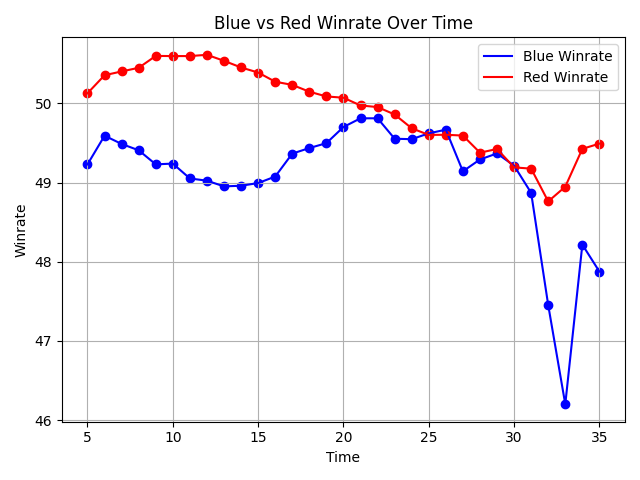 Blue vs Red Winrate Over Time
Blue Winrate
Red Winrate
50
49
48
47
46
Winrate
5 10 15 20 25 30 35
Time